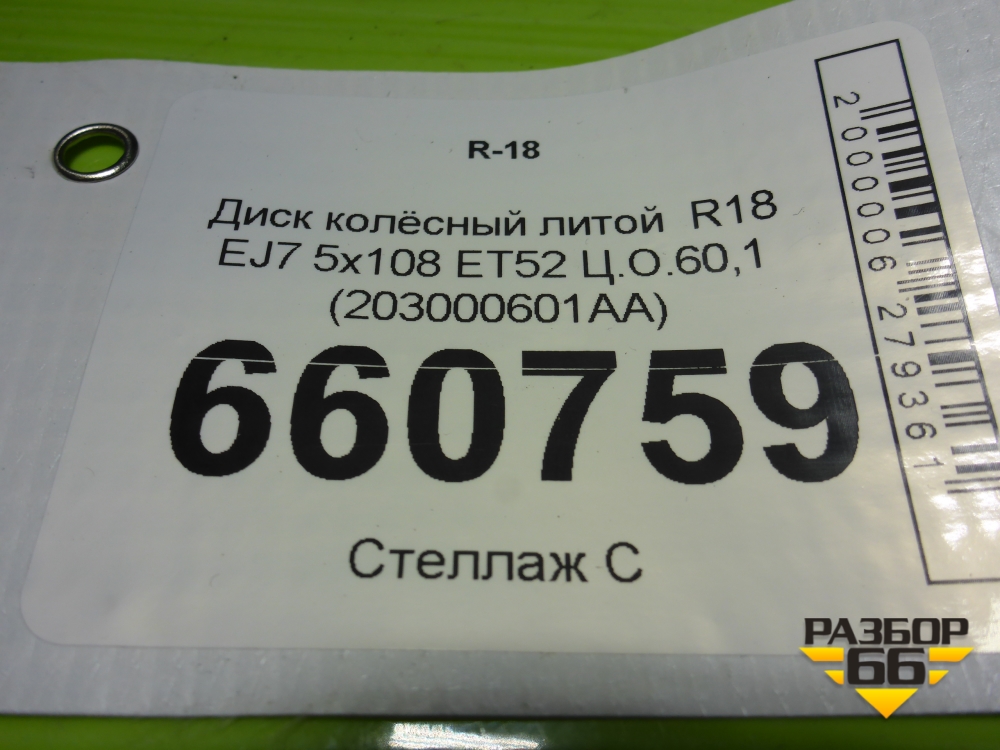 R-18
Диск колёсный литой R18
EJ7 5x108 ET52 Ц.О.60,1
(203000601AA)
660759
Стеллаж С
2000006279361
РАЗБОР
66